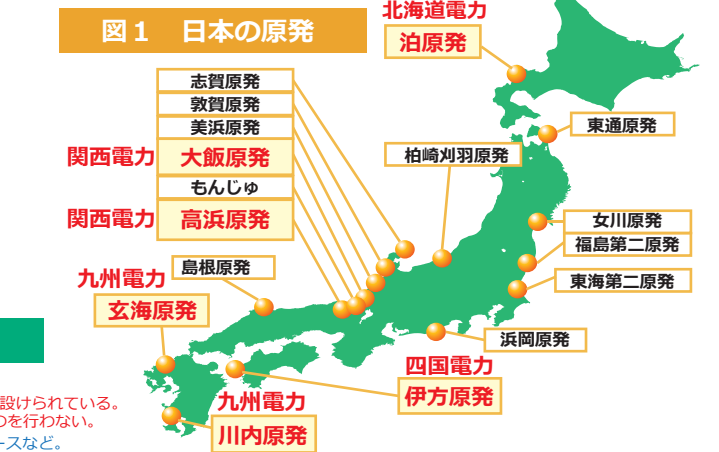 図１　日本の原発
北海道電力
泊原発
志賀原発
敦賀原発
美浜原発
関西電力 大飯原発
もんじゅ
関西電力 高浜原発
柏崎刈羽原発
東通原発
女川原発
福島第二原発
東海第二原発
浜岡原発
島根原発
九州電力
玄海原発
四国電力
伊方原発
九州電力
川内原発
設けられている。
のを行わない。
ースなど。